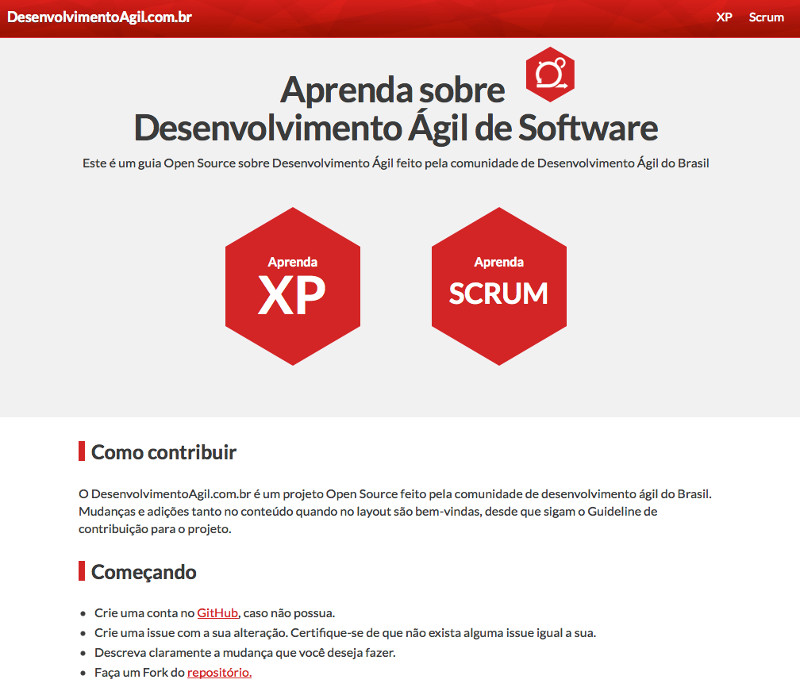 DesenvolvimentoAgil.com.br
XP Scrum
Aprenda sobre
Desenvolvimento Ágil de Software
Este é um guia Open Source sobre Desenvolvimento Ágil feito pela comunidade de Desenvolvimento Ágil do Brasil
Aprenda
XP
Aprenda
SCRUM
Como contribuir
O DesenvolvimentoAgil.com.br é um projeto Open Source feito pela comunidade de desenvolvimento ágil do Brasil.
Mudanças e adições tanto no conteúdo quando no layout são bem-vindas, desde que sigam o Guideline de
contribuição para o projeto.
Começando
• Crie uma conta no GitHub, caso não possua.
• Crie uma issue com a sua alteração. Certifique-se de que não exista alguma issue igual a sua.
• Descreva claramente a mudança que você deseja fazer.
• Faça um Fork do repositório.